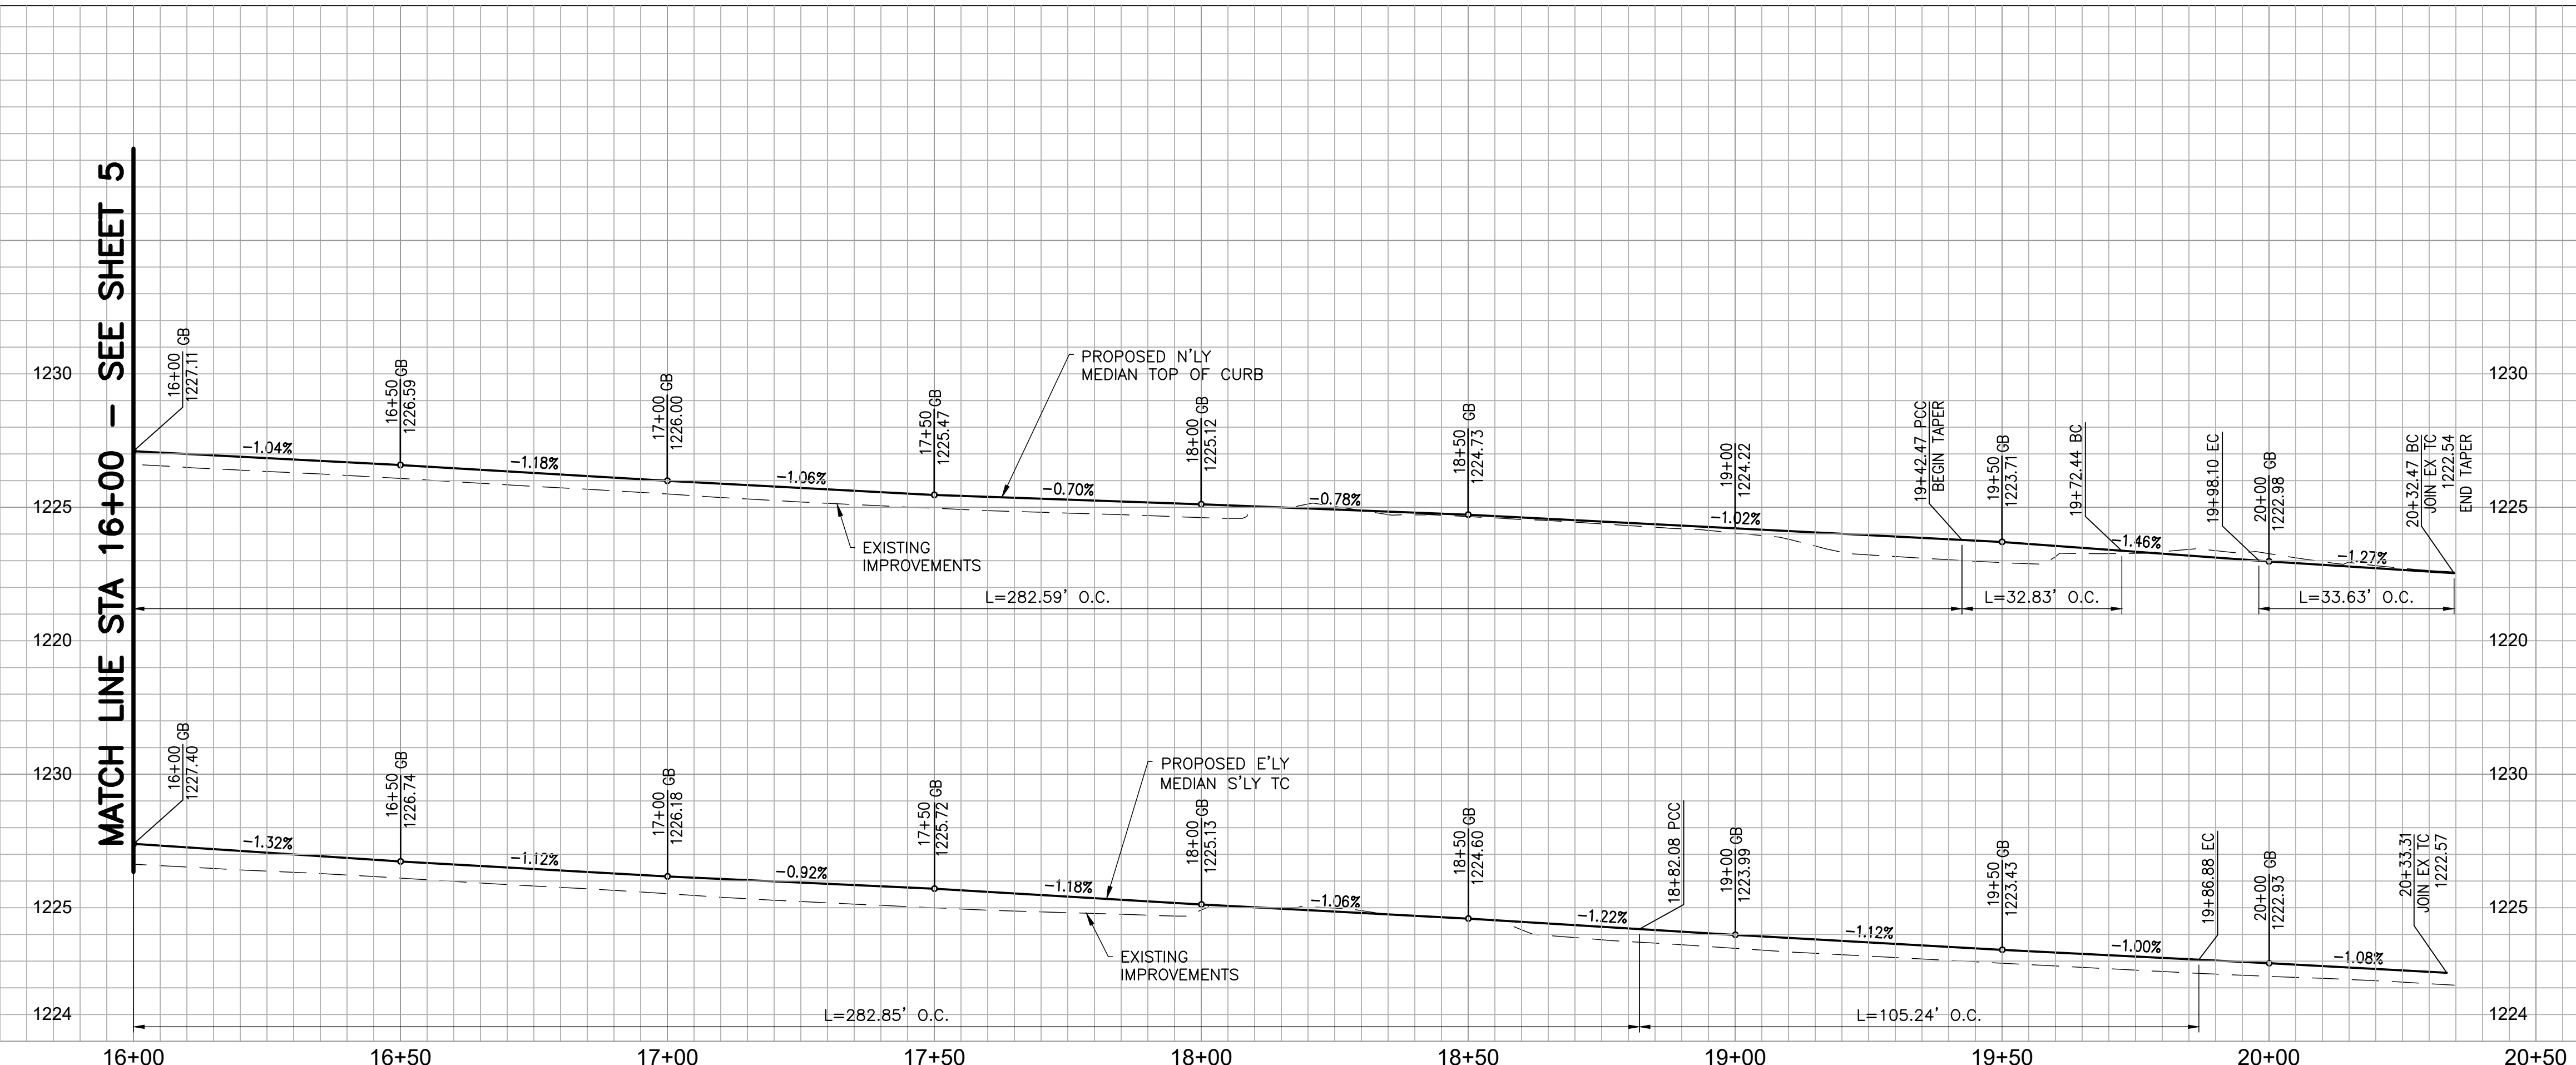 MATCH LINE STA 16+00 - SEE SHEET 5
1230
1225
1220
1230
1225
1224
16+00 GB
1227.11
-1.04%
16+50 GB
1226.59
-1.18%
17+00 GB
1226.00
-1.06%
17+50 GB
1225.47
PROPOSED N'LY
MEDIAN TOP OF CURB
-0.70%
18+00 GB
1225.12
-0.78%
18+50 GB
1224.73
19+00
1224.22
-1.02%
19+42.47 PCC
BEGIN TAPER
19+50 GB
1223.71
19+72.44 BC
-1.46%
19+98.10 EC
20+00 GB
1222.98
-1.27%
20+32.47 BC
JOIN EX TC
1222.54
END TAPER
EXISTING
IMPROVEMENTS
L=282.59' O.C.
L=32.83' O.C.
L=33.63' O.C.
1230
1225
1220
16+00 GB
1227.40
-1.32%
16+50 GB
1226.74
-1.12%
17+00 GB
1226.18
-0.92%
17+50 GB
1225.72
-1.18%
PROPOSED E'LY
MEDIAN S'LY TC
18+00 GB
1225.13
-1.06%
18+50 GB
1224.60
-1.22%
18+82.08 PCC
19+00 GB
1223.99
-1.12%
19+50 GB
1223.43
-1.00%
19+86.88 EC
20+00 GB
1222.93
-1.08%
20+33.31
JOIN EX TC
1222.57
EXISTING
IMPROVEMENTS
L=282.85' O.C.
L=105.24' O.C.
1230
1225
1224
16+00
16+50
17+00
17+50
18+00
18+50
19+00
19+50
20+00
20+50